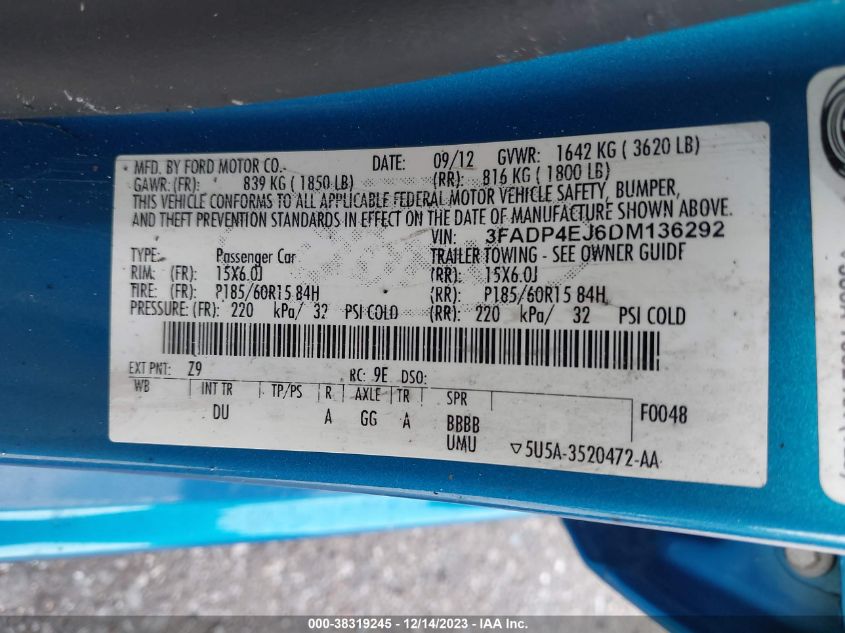 MFD. BY FORD MOTOR CO. DATE: 09/12 GVWR: 1642 KG ( 3620 LB)
GAWR: (FR): 839 KG ( 1850 LB) (RR): 816 KG ( 1800 LB)
THIS VEHICLE CONFORMS TO ALL APPLICABLE FEDERAL MOTOR VEHICLE SAFETY, BUMPER,
AND THEFT PREVENTION STANDARDS IN EFFECT ON THE DATE OF MANUFACTURE SHOWN ABOVE.
VIN: 3FADP4EJ6DM136292
TYPE: Passenger Car TRAILER TOWING - SEE OWNER GUIDE
RIM: (FR): 15X6.0J (RR): 15X6.0J
TIRE: (FR): P185/60R15 84H (RR): P185/60R15 84H
PRESSURE: (FR): 220 kPa/ 32 PSI COLD (RR): 220 kPa/ 32 PSI COLD
EXT PNT: Z9 RC: 9E DSO:
WB INT TR TP/PS R AXLE TR SPR
DU A GG A BBBB F0048
UMU ▽5U5A-3520472-AA
000-38319245 - 12/14/2023 - IAA Inc.